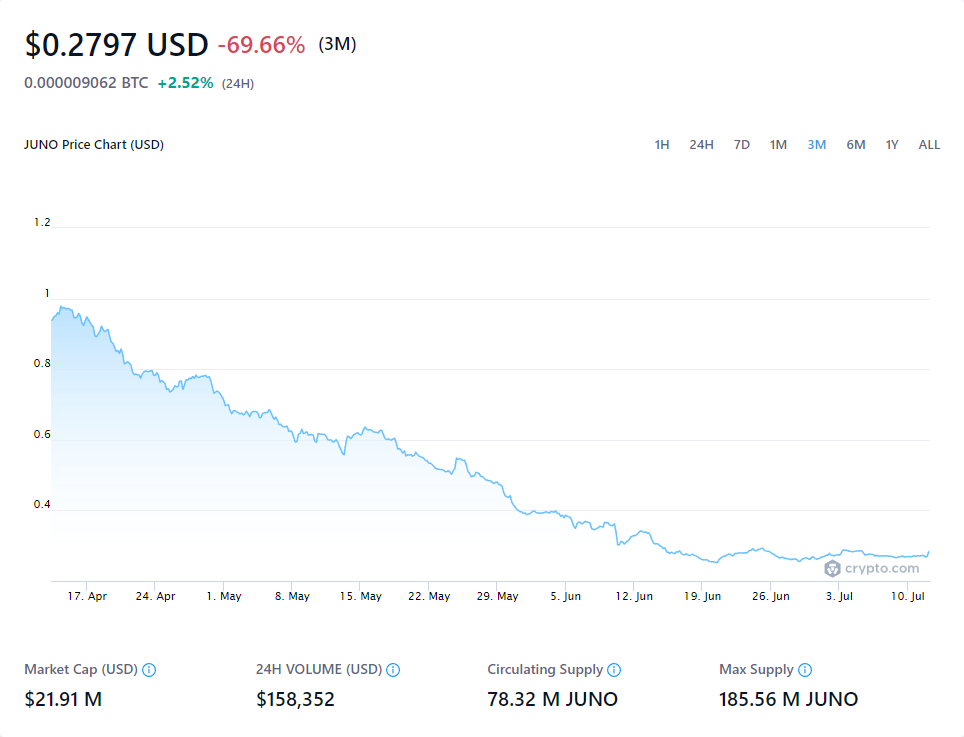 $0.2797 USD -69.66% (3M)
0.000009062 BTC +2.52% (24H)
JUNO Price Chart (USD) 1H 24H 7D 1M 3M 6M 1Y ALL
1.2
1
0.8
0.6
0.4
crypto.com
17. Apr 24. Apr 1. May 8. May 15. May 22. May 29. May 5. Jun 12. Jun 19. Jun 26. Jun 3. Jul 10. Jul
Market Cap (USD) 24H VOLUME (USD) Circulating Supply Max Supply
$21.91 M $158,352 78.32 M JUNO 185.56 M JUNO